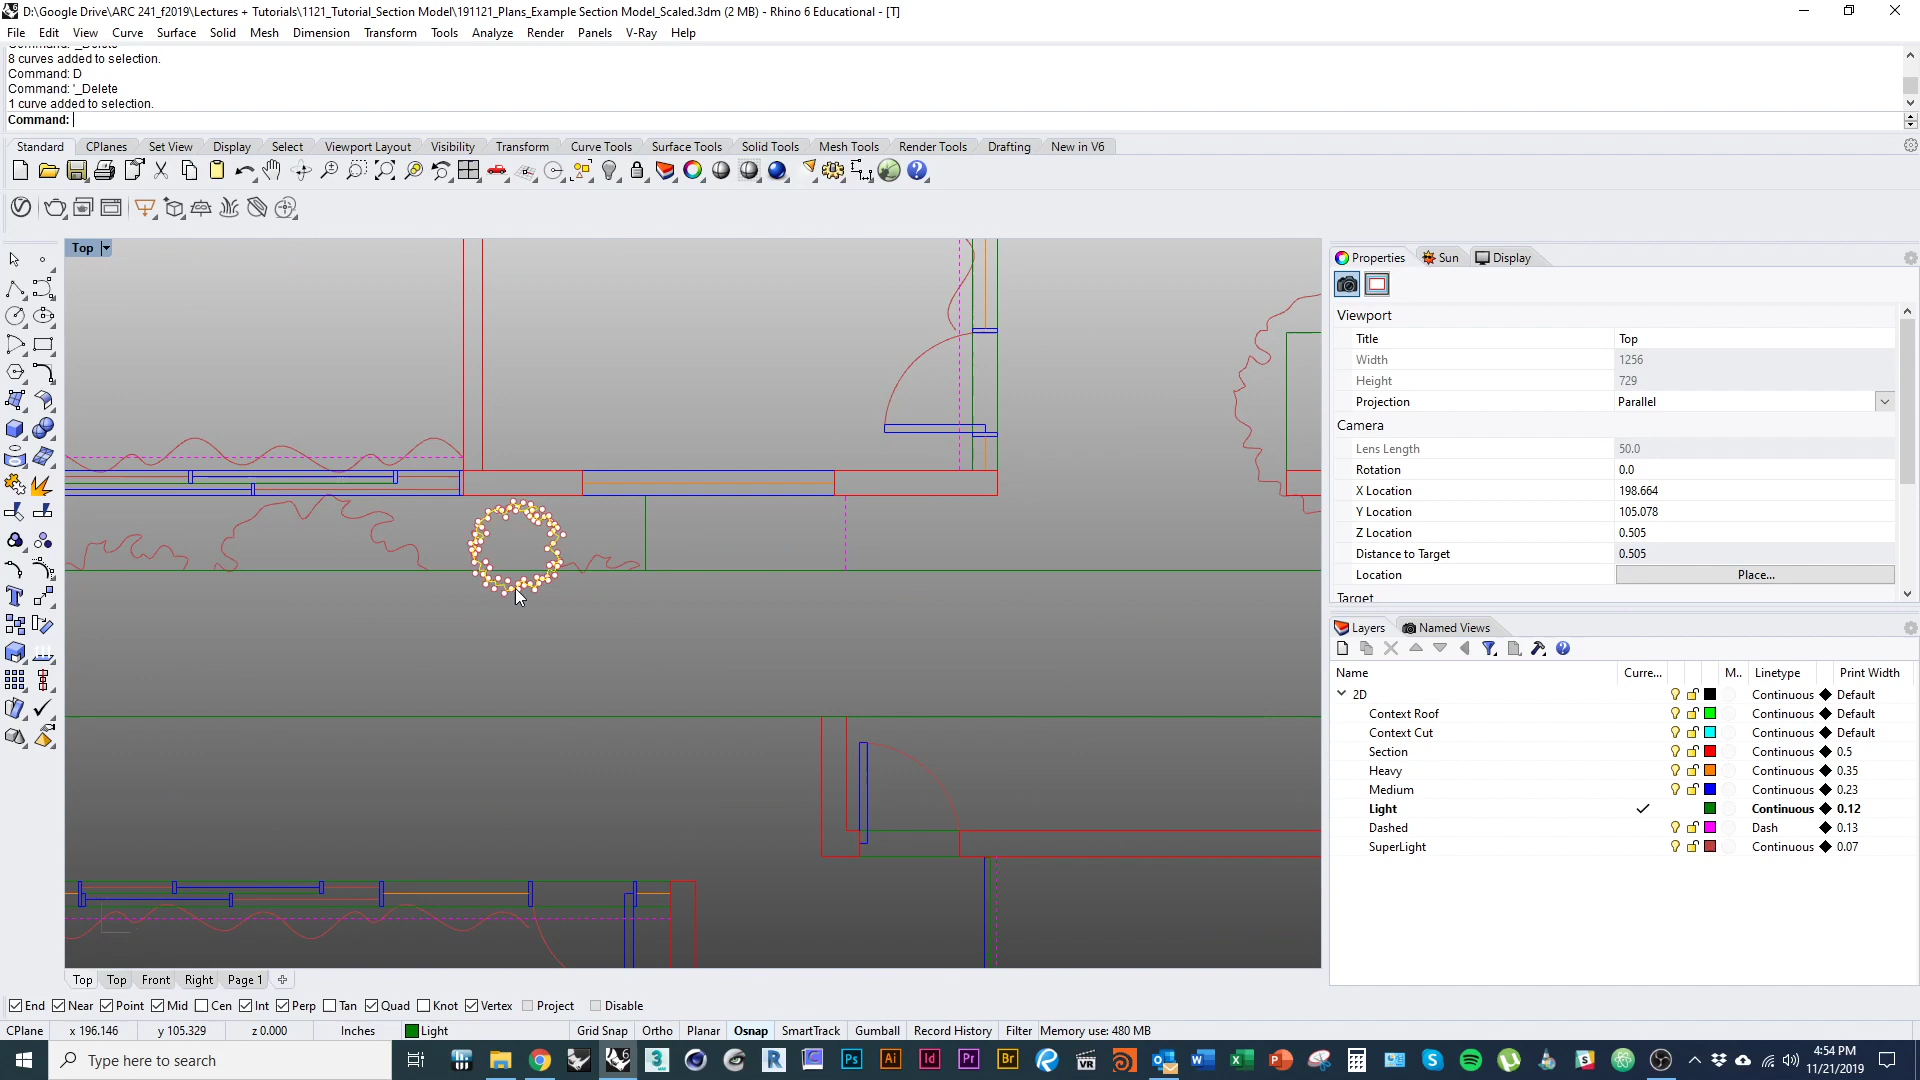 D:\Google Drive\ARC 241_f2019\Lectures + Tutorials\1121_Tutorial_Section Model\191121_Plans_Example Section Model_Scaled.3dm (2 MB) - Rhino 6 Educational - [T]
File Edit View Curve Surface Solid Mesh Dimension Transform Tools Analyze Render Panels V-Ray Help
Command: '_Delete
8 curves added to selection.
Command: D
Command: '_Delete
1 curve added to selection.
Command:
Standard CPlanes Set View Display Select Viewport Layout Visibility Transform Curve Tools Surface Tools Solid Tools Mesh Tools Render Tools Drafting New in V6
Top
Properties Sun Display
Viewport
Title Top
Width 1256
Height 729
Projection Parallel
Camera
Lens Length 50.0
Rotation 0.0
X Location 198.664
Y Location 105.078
Z Location 0.505
Distance to Target 0.505
Location Place...
Target
Layers Named Views
Name Curre... M.. Linetype Print Width
2D Continuous Default
Context Roof Continuous Default
Context Cut Continuous Default
Section Continuous 0.5
Heavy Continuous 0.35
Medium Continuous 0.23
Light Continuous 0.12
Dashed Dash 0.13
SuperLight Continuous 0.07
Top Top Front Right Page 1
End Near Point Mid Cen Int Perp Tan Quad Knot Vertex Project Disable
CPlane x 196.146 y 105.329 z 0.000 Inches Light Grid Snap Ortho Planar Osnap SmartTrack Gumball Record History Filter Memory use: 480 MB
Type here to search
4:54 PM
11/21/2019